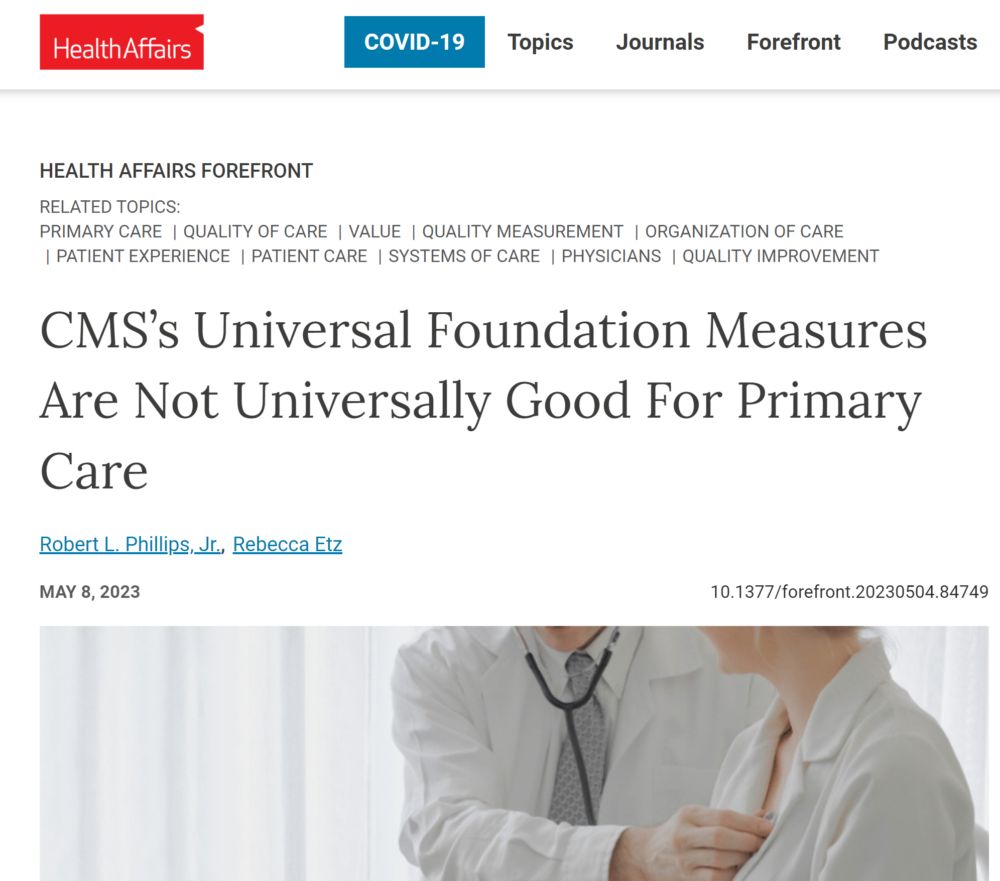 HealthAffairs
COVID-19 Topics Journals Forefront Podcasts
HEALTH AFFAIRS FOREFRONT
RELATED TOPICS:
PRIMARY CARE | QUALITY OF CARE | VALUE | QUALITY MEASUREMENT | ORGANIZATION OF CARE
| PATIENT EXPERIENCE | PATIENT CARE | SYSTEMS OF CARE | PHYSICIANS | QUALITY IMPROVEMENT
CMS’s Universal Foundation Measures
Are Not Universally Good For Primary
Care
Robert L. Phillips, Jr., Rebecca Etz
MAY 8, 2023 10.1377/forefront.20230504.84749